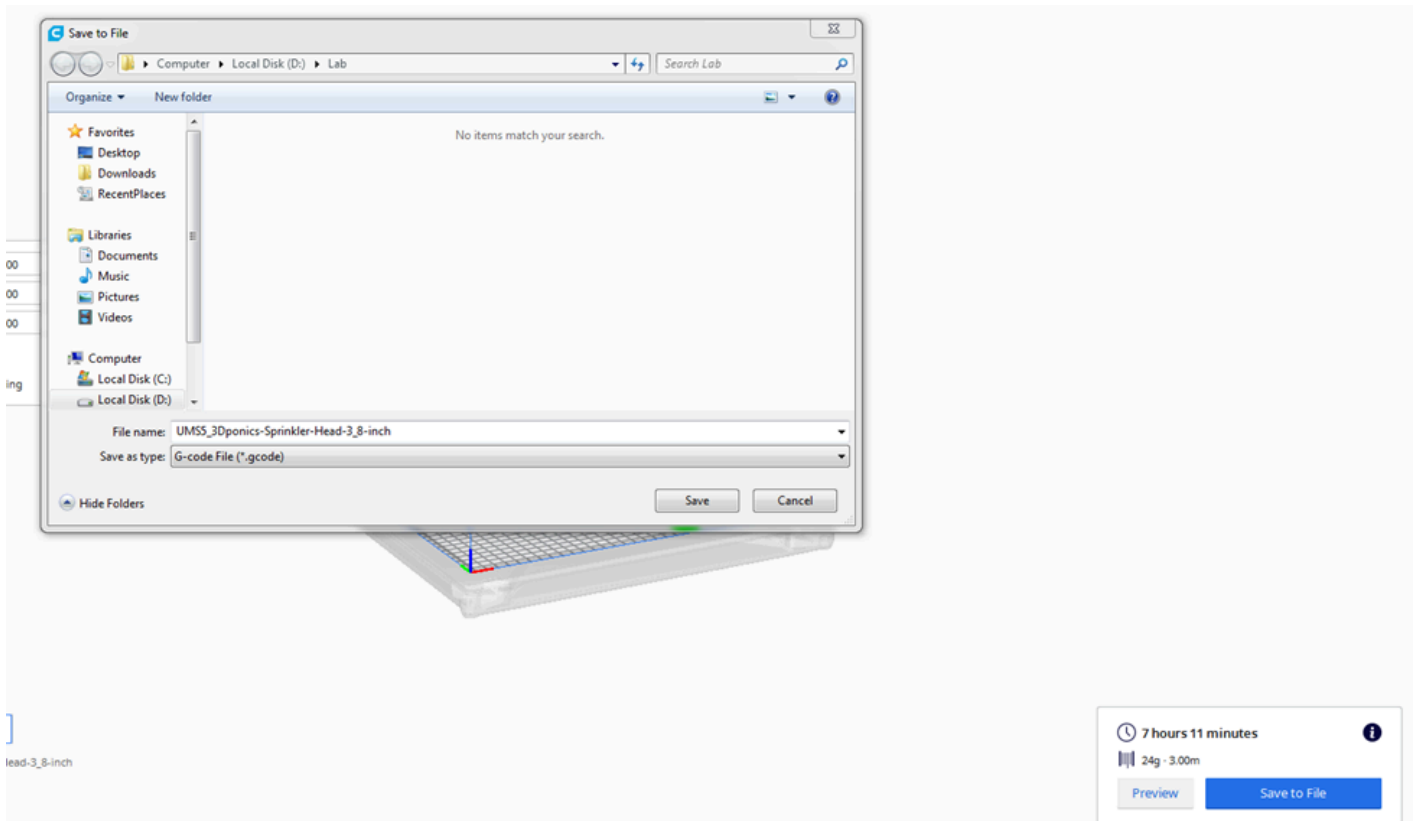 Save to File
Computer ▸ Local Disk (D:) ▸ Lab
Search Lab
Organize
New folder
Favorites
Desktop
Downloads
RecentPlaces
Libraries
Documents
Music
Pictures
Videos
Computer
Local Disk (C:)
Local Disk (D:)
No items match your search.
File name: UMS5_3Dponics-Sprinkler-Head-3_8-inch
Save as type: G-code File (*.gcode)
Hide Folders
Save
Cancel
00
00
00
ing
lead-3_8-inch
7 hours 11 minutes
24g · 3.00m
Preview
Save to File